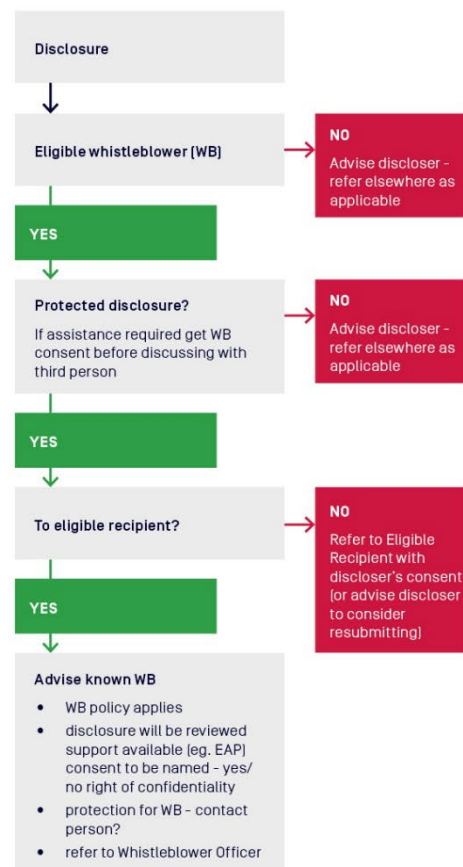 Disclosure
Eligible whistleblower (WB)
NO
Advise discloser -
refer elsewhere as
applicable
YES
Protected disclosure?
If assistance required get WB
consent before discussing with
third person
NO
Advise discloser -
refer elsewhere as
applicable
YES
To eligible recipient?
NO
Refer to Eligible
Recipient with
discloser's consent
(or advise discloser
to consider
resubmitting)
YES
Advise known WB
• WB policy applies
• disclosure will be reviewed
support available (eg. EAP)
consent to be named - yes/
no right of confidentiality
• protection for WB - contact
person?
• refer to Whistleblower Officer